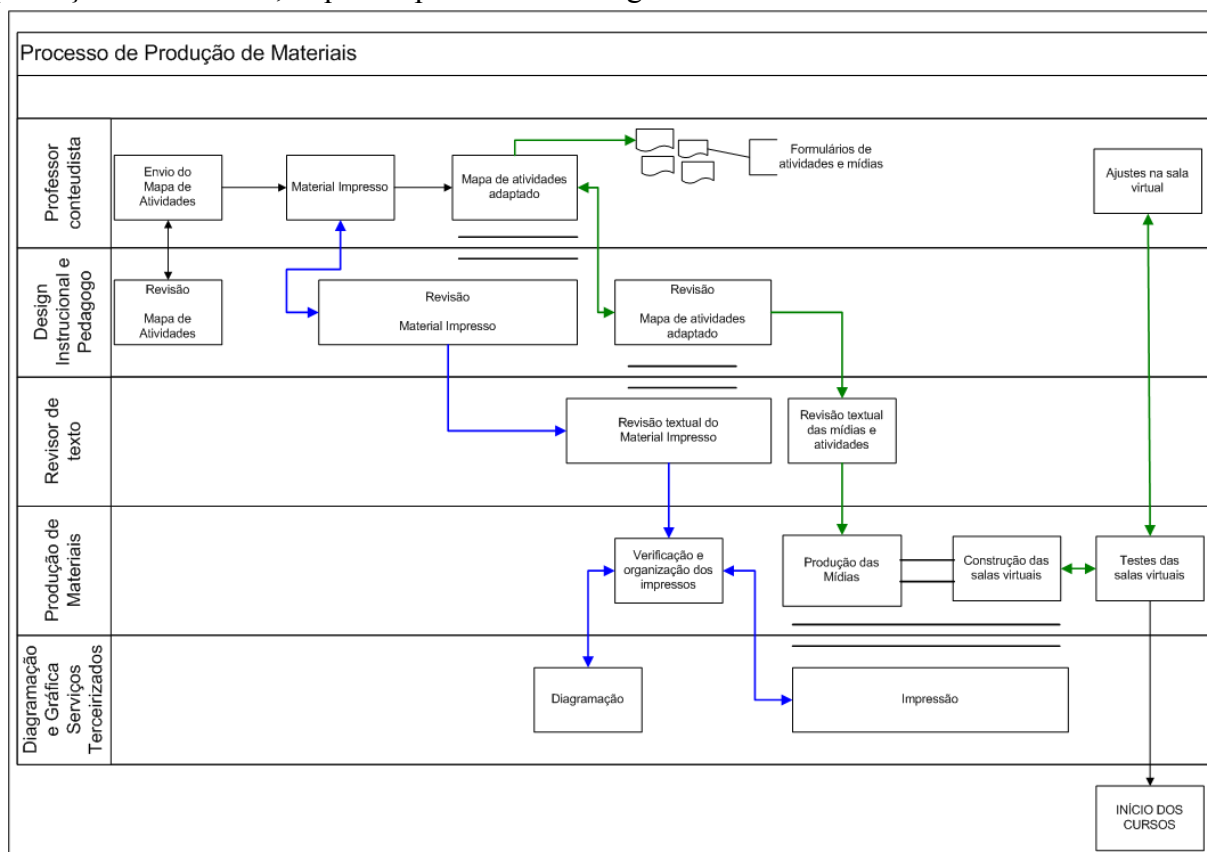 Processo de Produção de Materiais
Professor
conteudista
Envio do
Mapa de
Atividades
Material Impresso
Mapa de atividades
adaptado
Formulários de
atividades e mídias
Ajustes na sala
virtual
Design
Instrucional e
Pedagogo
Revisão
Mapa de
Atividades
Revisão
Material Impresso
Revisão
Mapa de atividades
adaptado
Revisor de
texto
Revisão textual do
Material Impresso
Revisão textual
das mídias e
atividades
Produção de
Materiais
Verificação e
organização dos
impressos
Produção das
Mídias
Construção das
salas virtuais
Testes das
salas virtuais
Diagramação
e Gráfica
Serviços
Terceirizados
Diagramação
Impressão
INÍCIO DOS
CURSOS